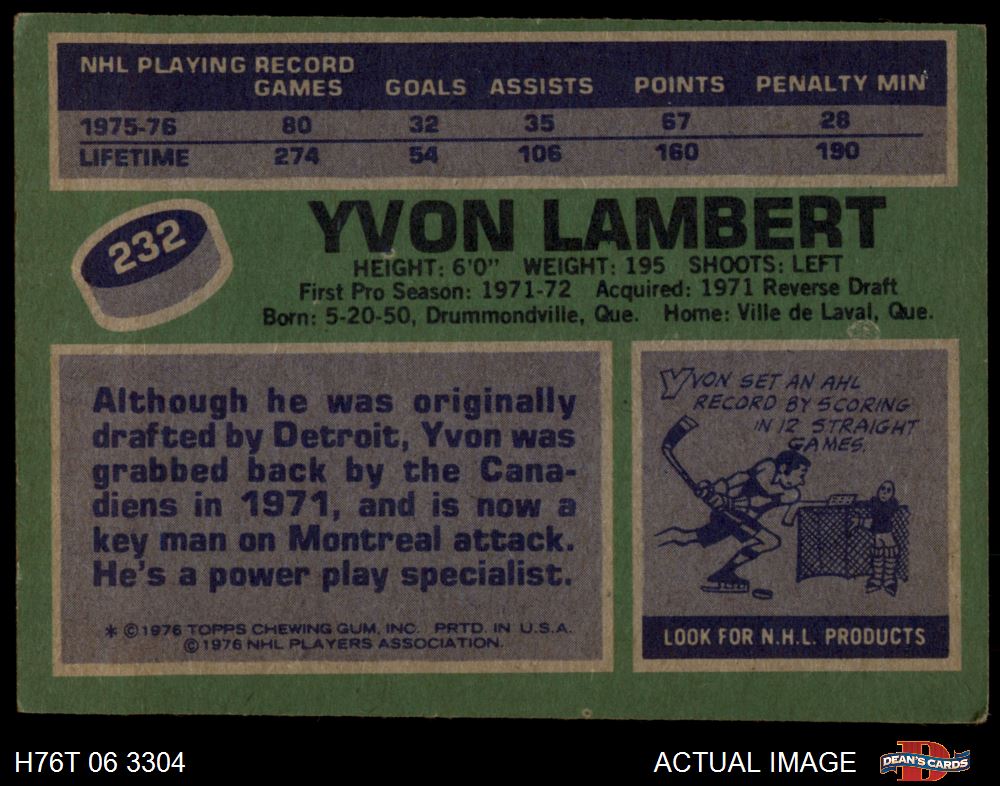 NHL PLAYING RECORD
GAMES GOALS ASSISTS POINTS PENALTY MIN
1975-76 80 32 35 67 28
LIFETIME 274 54 106 160 190
232
YVON LAMBERT
HEIGHT: 6'0" WEIGHT: 195 SHOOTS: LEFT
First Pro Season: 1971-72 Acquired: 1971 Reverse Draft
Born: 5-20-50, Drummondville, Que. Home: Ville de Laval, Que.
Although he was originally
drafted by Detroit, Yvon was
grabbed back by the Cana-
diens in 1971, and is now a
key man on Montreal attack.
He's a power play specialist.
* ©1976 TOPPS CHEWING GUM, INC. PRTD. IN U.S.A.
©1976 NHL PLAYERS ASSOCIATION.
YVON SET AN AHL
RECORD BY SCORING
IN 12 STRAIGHT
GAMES.
LOOK FOR N.H.L. PRODUCTS
H76T 06 3304
ACTUAL IMAGE
D
DEAN'S CARDS